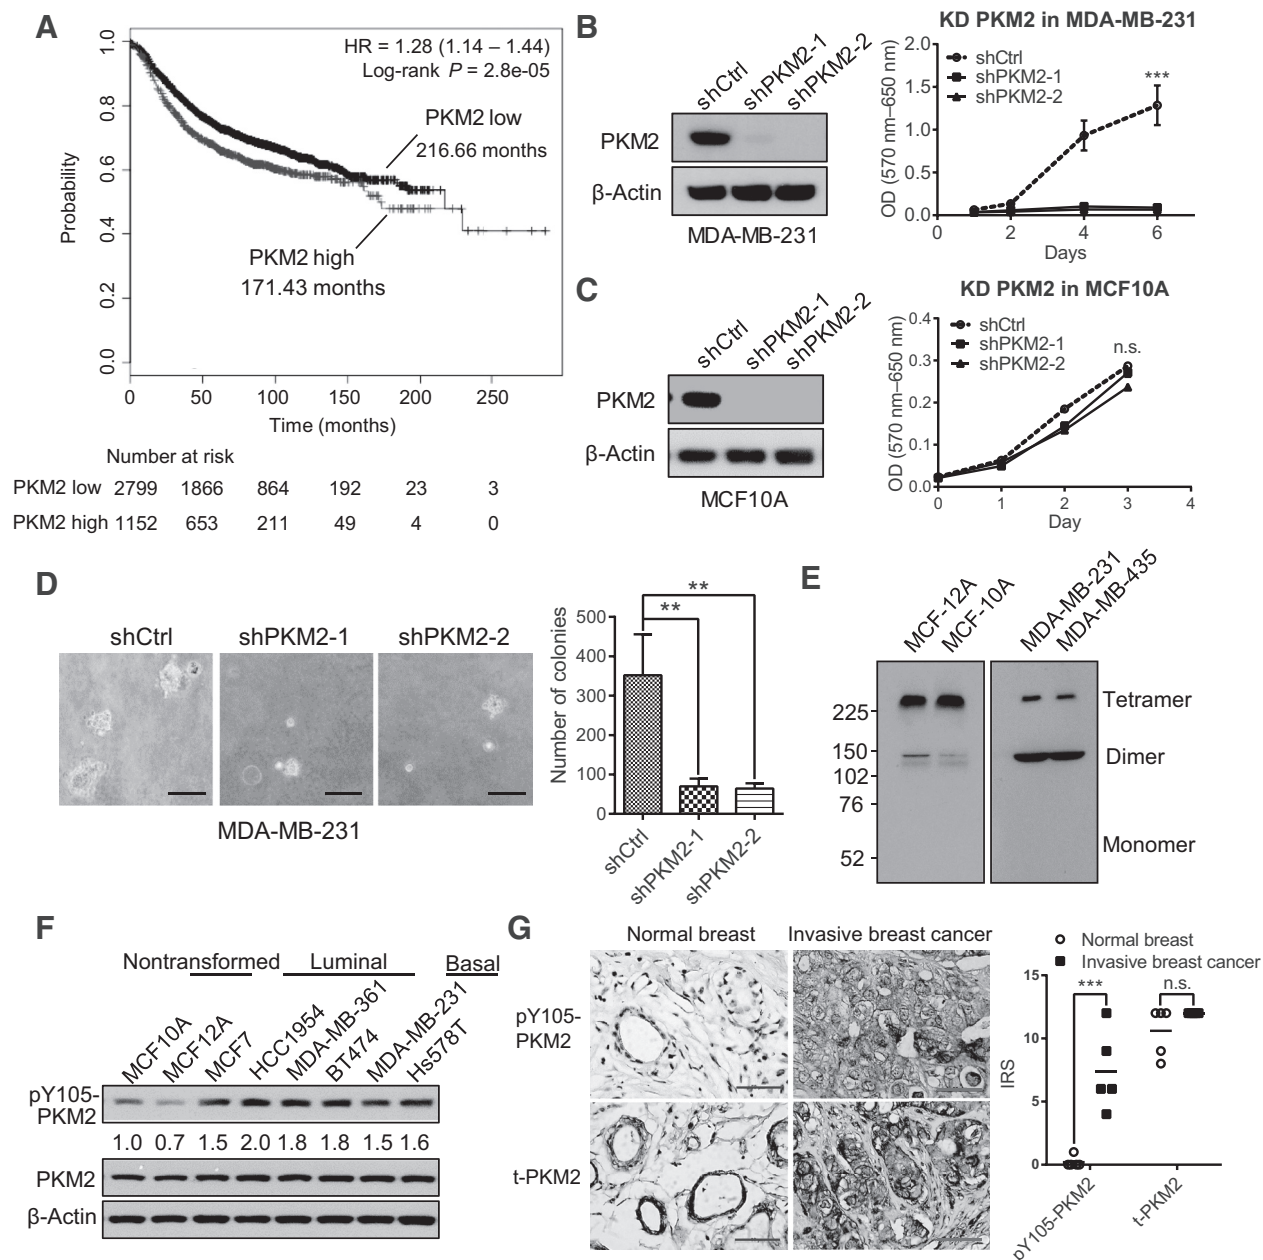 A
HR = 1.28 (1.14 – 1.44)
Log-rank P = 2.8e-05
PKM2 low
216.66 months
PKM2 high
171.43 months
Probability
1.0
0.8
0.6
0.4
0.2
0.0
0 50 100 150 200 250
Time (months)
Number at risk
PKM2 low 2799 1866 864 192 23 3
PKM2 high 1152 653 211 49 4 0
B
shCtrl
shPKM2-1
shPKM2-2
PKM2
β-Actin
MDA-MB-231
KD PKM2 in MDA-MB-231
shCtrl
shPKM2-1
shPKM2-2
***
OD (570 nm–650 nm)
2.0
1.5
1.0
0.5
0.0
0 2 4 6
Days
C
shCtrl
shPKM2-1
shPKM2-2
PKM2
β-Actin
MCF10A
KD PKM2 in MCF10A
shCtrl
shPKM2-1
shPKM2-2
n.s.
OD (570 nm–650 nm)
0.4
0.3
0.2
0.1
0.0
0 1 2 3 4
Day
D
shCtrl shPKM2-1 shPKM2-2
MDA-MB-231
**
**
Number of colonies
500
400
300
200
100
0
shCtrl
shPKM2-1
shPKM2-2
E
MCF-12A
MCF-10A
MDA-MB-231
MDA-MB-435
225
150
102
76
52
Tetramer
Dimer
Monomer
F
Nontransformed Luminal Basal
MCF10A
MCF12A
MCF7
HCC1954
MDA-MB-361
BT474
MDA-MB-231
Hs578T
pY105-
PKM2
1.0 0.7 1.5 2.0 1.8 1.8 1.5 1.6
PKM2
β-Actin
G
Normal breast Invasive breast cancer
pY105-
PKM2
t-PKM2
Normal breast
Invasive breast cancer
*** n.s.
IRS
15
10
5
0
pY105-PKM2
t-PKM2